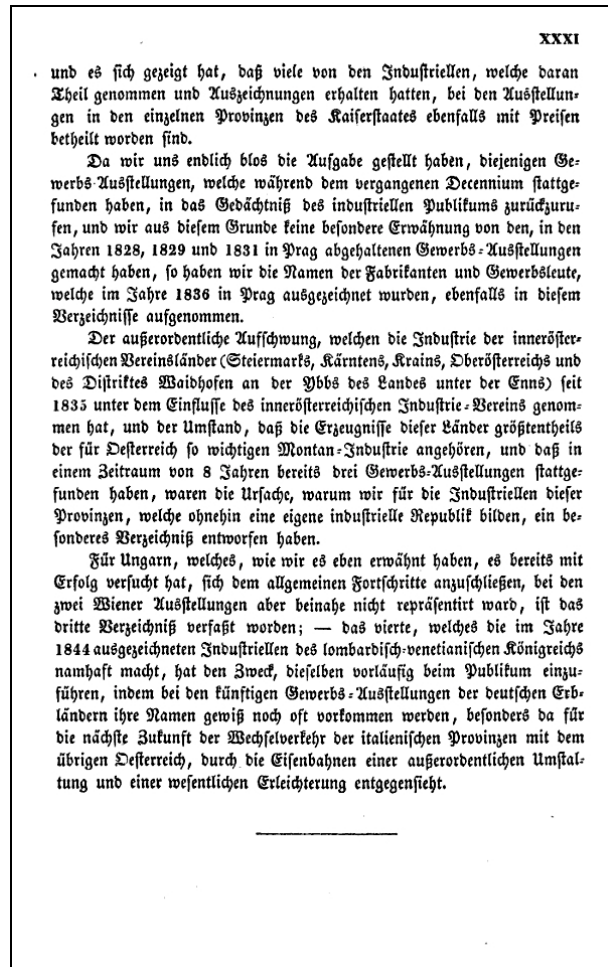 XXXI
und es sich gezeigt hat, daß viele von den Industriellen, welche daran
Theil genommen und Auszeichnungen erhalten hatten, bei den Ausstellun-
gen in den einzelnen Provinzen des Kaiserstaates ebenfalls mit Preisen
betheilt worden sind.
Da wir uns endlich blos die Aufgabe gestellt haben, diejenigen Ge-
werbs-Ausstellungen, welche während dem vergangenen Decennium stattge-
funden haben, in das Gedächtniß des industriellen Publikums zurückzuru-
fen, und wir aus diesem Grunde keine besondere Erwähnung von den, in den
Jahren 1828, 1829 und 1831 in Prag abgehaltenen Gewerbs-Ausstellungen
gemacht haben, so haben wir die Namen der Fabrikanten und Gewerbsleute,
welche im Jahre 1836 in Prag ausgezeichnet wurden, ebenfalls in diesem
Verzeichnisse aufgenommen.
Der außerordentliche Aufschwung, welchen die Industrie der inneröster-
reichischen Vereinsländer (Steiermarks, Kärntens, Krains, Oberösterreichs und
des Distriktes Waidhofen an der Ybbs des Landes unter der Enns) seit
1835 unter dem Einflusse des innerösterreichischen Industrie-Vereins genom-
men hat, und der Umstand, daß die Erzeugnisse dieser Länder größtentheils
der für Oesterreich so wichtigen Montan-Industrie angehören, und daß in
einem Zeitraum von 8 Jahren bereits drei Gewerbs-Ausstellungen stattge-
funden haben, waren die Ursache, warum wir für die Industriellen dieser
Provinzen, welche ohnehin eine eigene industrielle Republik bilden, ein be-
sonderes Verzeichniß entworfen haben.
Für Ungarn, welches, wie wir es eben erwähnt haben, es bereits mit
Erfolg versucht hat, sich dem allgemeinen Fortschritte anzuschließen, bei den
zwei Wiener Ausstellungen aber beinahe nicht repräsentirt ward, ist das
dritte Verzeichniß verfaßt worden; — das vierte, welches die im Jahre
1844 ausgezeichneten Industriellen des lombardisch-venetianischen Königreichs
namhaft macht, hat den Zweck, dieselben vorläufig beim Publikum einzu-
führen, indem bei den künftigen Gewerbs-Ausstellungen der deutschen Erb-
ländern ihre Namen gewiß noch oft vorkommen werden, besonders da für
die nächste Zukunft der Wechselverkehr der italienischen Provinzen mit dem
übrigen Oesterreich, durch die Eisenbahnen einer außerordentlichen Umstal-
tung und einer wesentlichen Erleichterung entgegensieht.